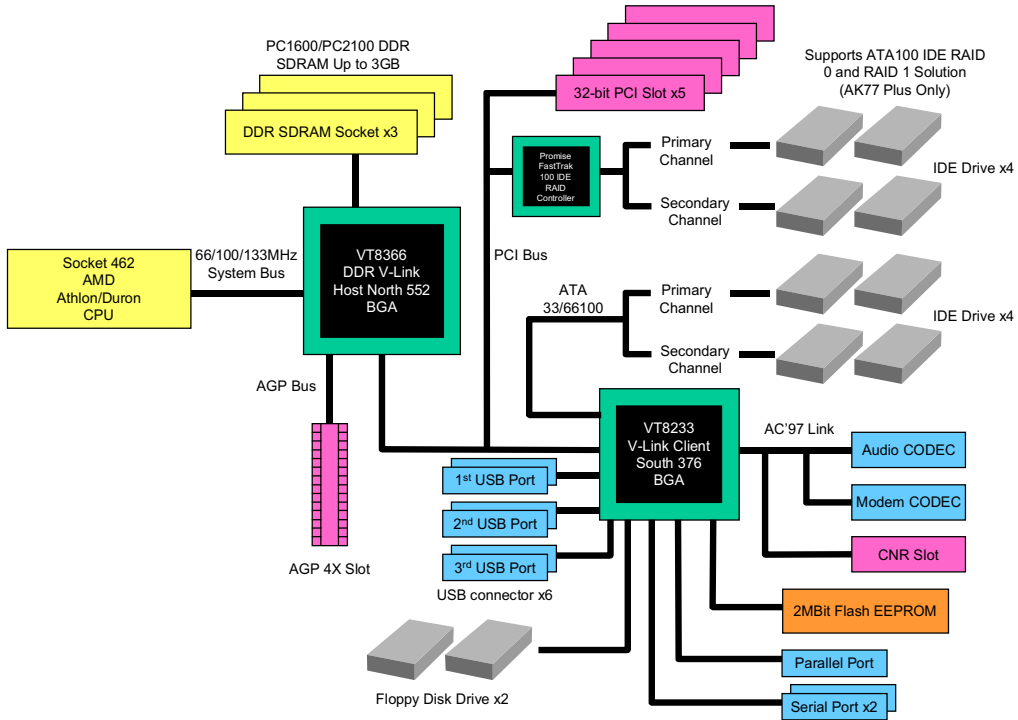 PC1600/PC2100 DDR
SDRAM Up to 3GB
DDR SDRAM Socket x3
32-bit PCI Slot x5
Supports ATA100 IDE RAID
0 and RAID 1 Solution
(AK77 Plus Only)
Promise
FastTrak
100 IDE
RAID
Controller
Primary
Channel
Secondary
Channel
IDE Drive x4
Socket 462
AMD
Athlon/Duron
CPU
66/100/133MHz
System Bus
VT8366
DDR V-Link
Host North 552
BGA
PCI Bus
ATA
33/66100
Primary
Channel
Secondary
Channel
IDE Drive x4
AGP Bus
AGP 4X Slot
VT8233
V-Link Client
South 376
BGA
AC'97 Link
Audio CODEC
Modem CODEC
CNR Slot
1st USB Port
2nd USB Port
3rd USB Port
USB connector x6
2MBit Flash EEPROM
Floppy Disk Drive x2
Parallel Port
Serial Port x2